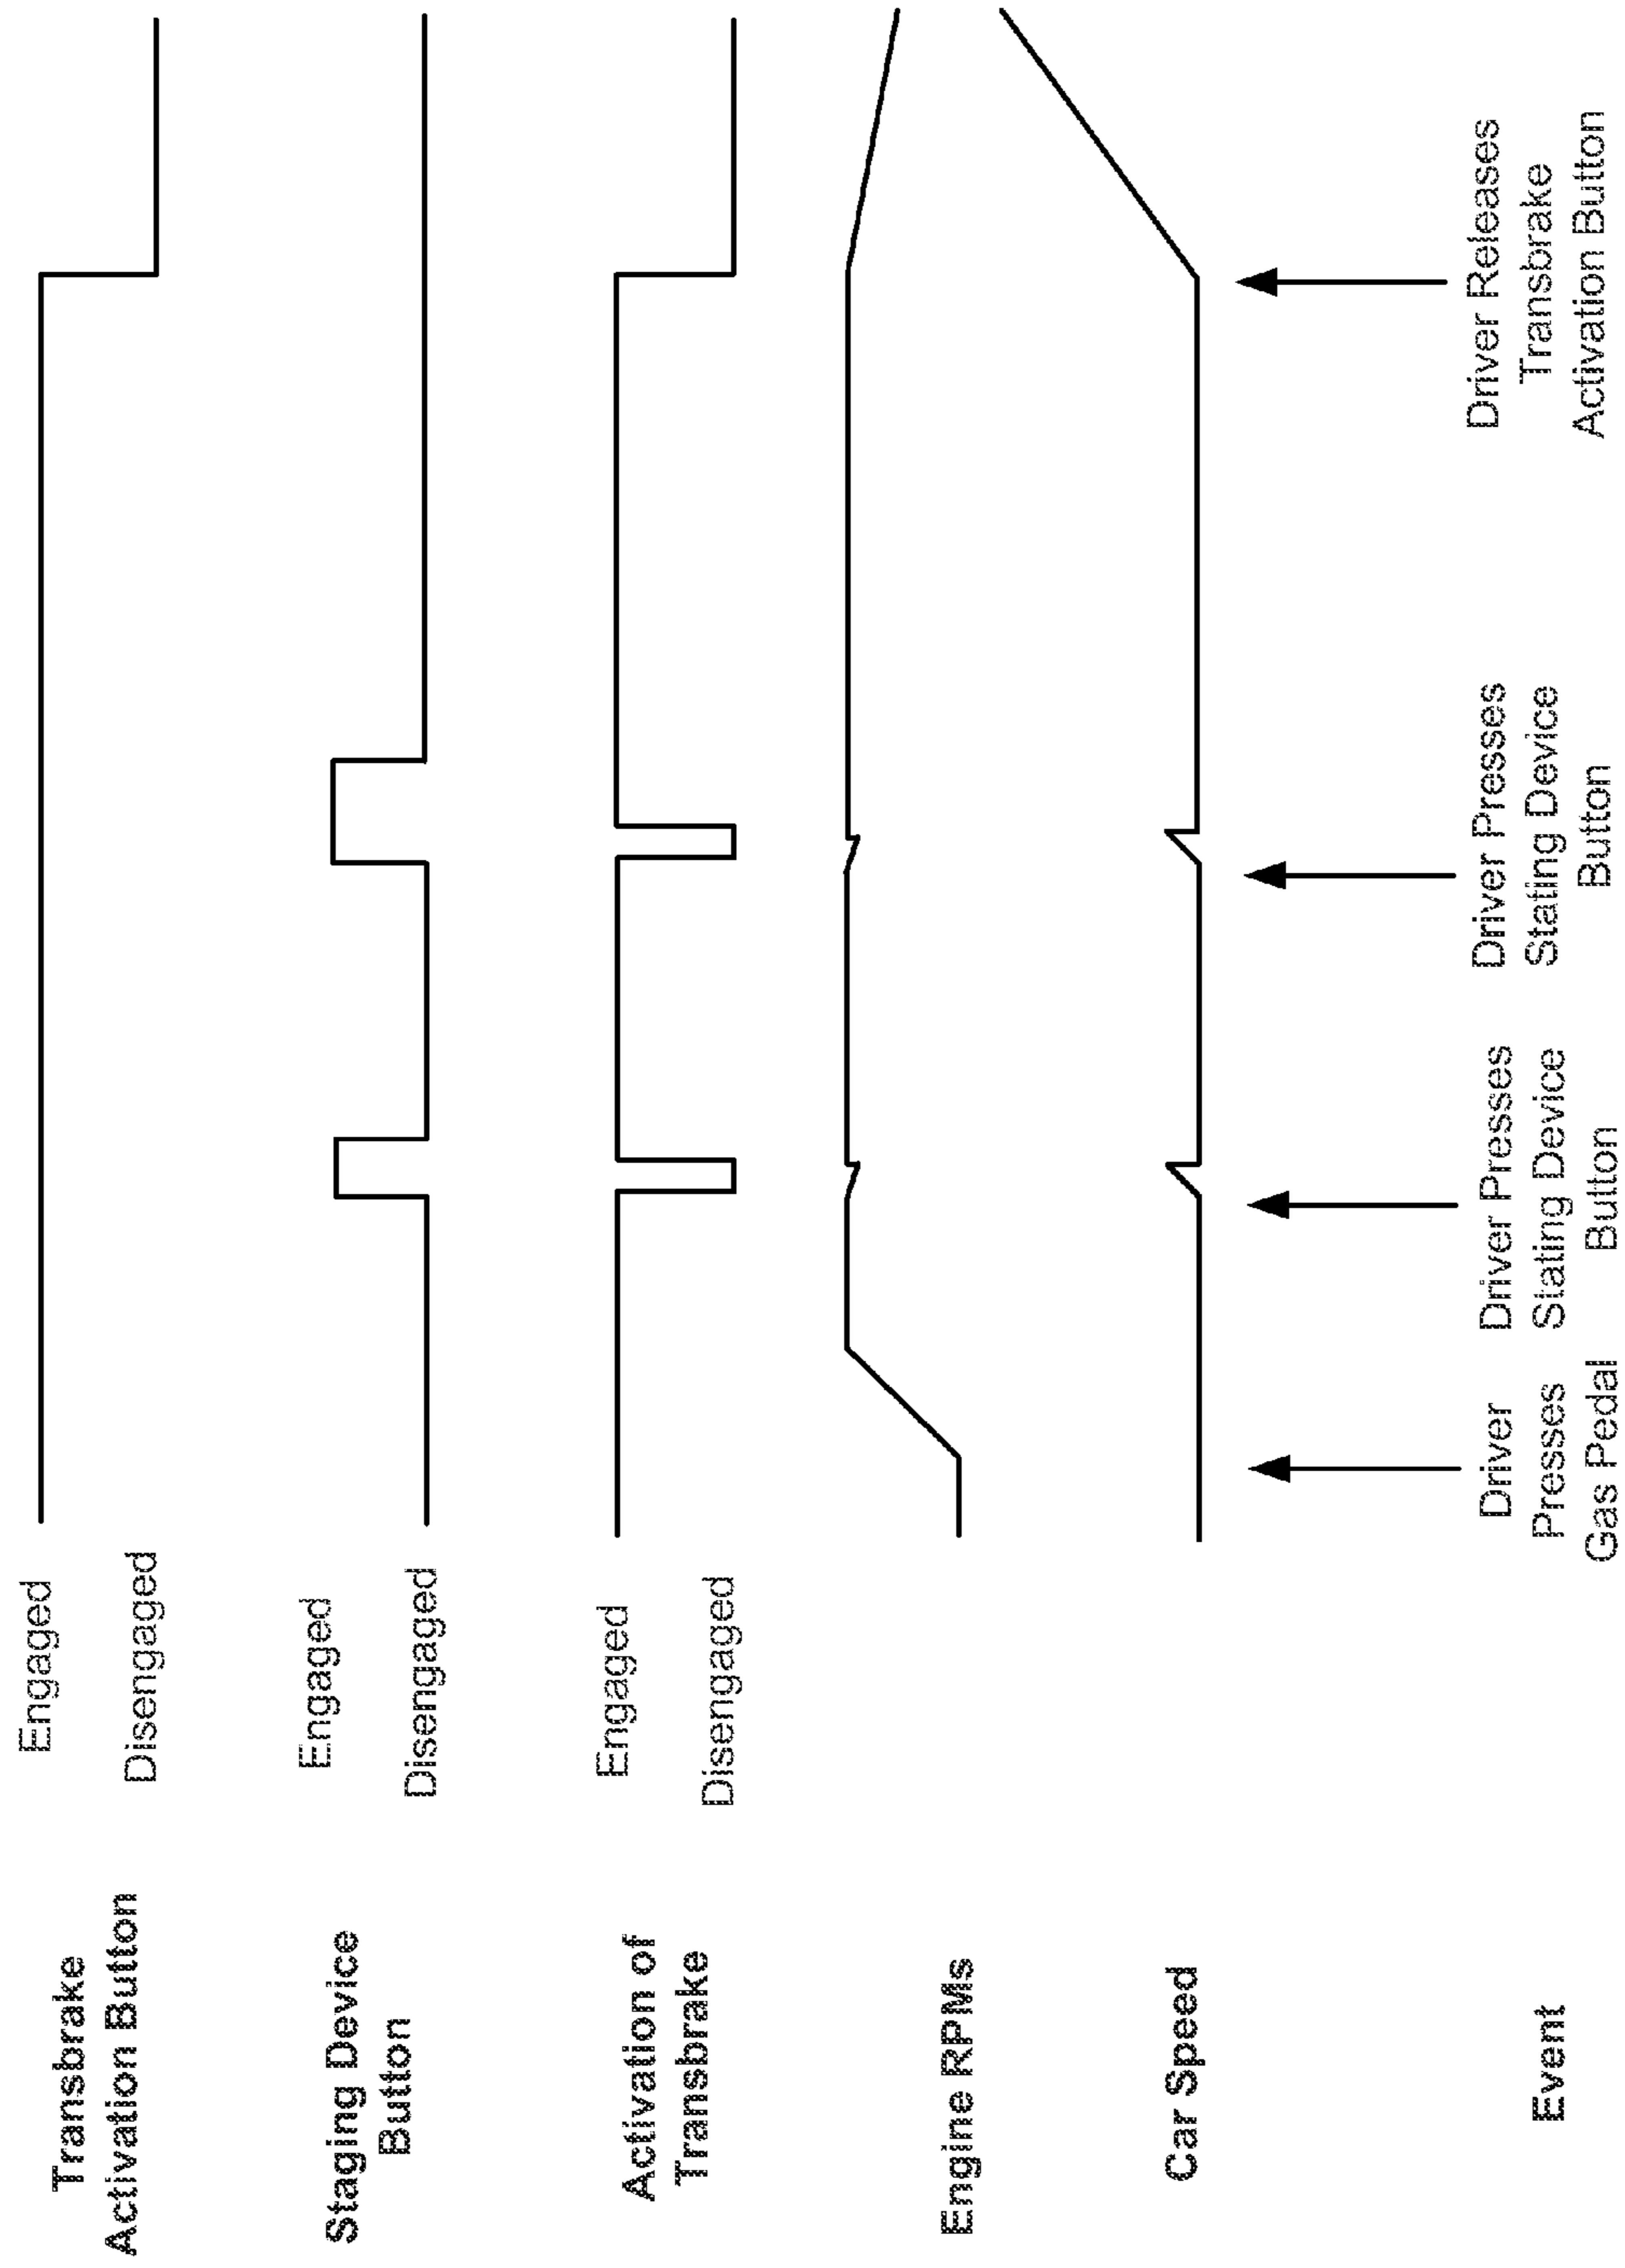 Transbrake
Activation Button
Engaged
Disengaged
Staging Device
Button
Engaged
Disengaged
Activation of
Transbrake
Engaged
Disengaged
Engine RPMs
Car Speed
Event
Driver
Presses
Gas Pedal
Driver Presses
Stating Device
Button
Driver Presses
Stating Device
Button
Driver Releases
Transbrake
Activation Button